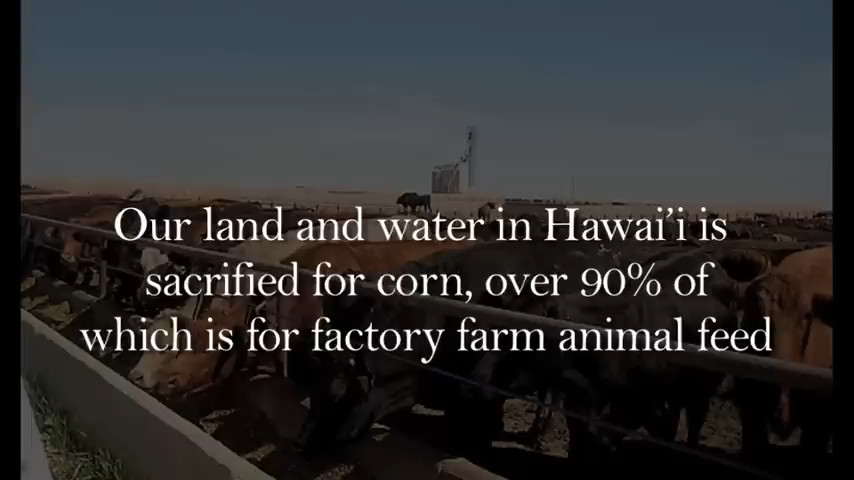 Our land and water in Hawai'i is
sacrified for corn, over 90% of
which is for factory farm animal feed